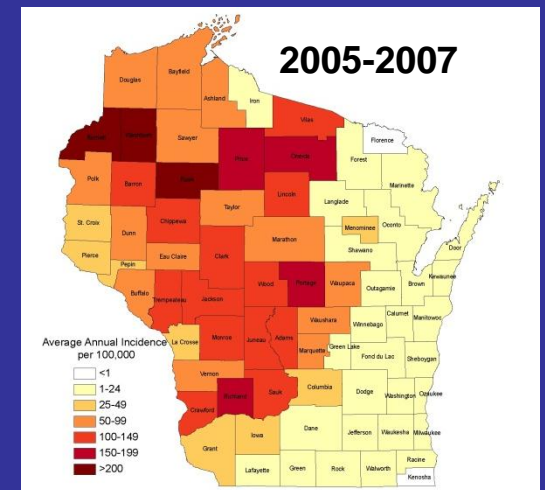 2005-2007
Douglas
Bayfield
Ashland
Iron
Vilas
Florence
Sawyer
Price
Oneida
Forest
Marinette
Polk
Barron
Lincoln
Langlade
Taylor
Chippewa
Menominee
Oconto
St. Croix
Dunn
Marathon
Shawano
Door
Pierce
Pepin
Eau Claire
Clark
Kewaunee
Buffalo
Trempealeau
Jackson
Wood
Portage
Waupaca
Outagamie
Brown
Waushara
Winnebago
Calumet
Manitowoc
La Crosse
Monroe
Juneau
Adams
Marquette
Green Lake
Fond du Lac
Sheboygan
Vernon
Richland
Sauk
Columbia
Dodge
Washington
Ozaukee
Crawford
Grant
Iowa
Dane
Jefferson
Waukesha
Milwaukee
Lafayette
Green
Rock
Walworth
Racine
Kenosha
Average Annual Incidence
per 100,000
<1
1-24
25-49
50-99
100-149
150-199
>200